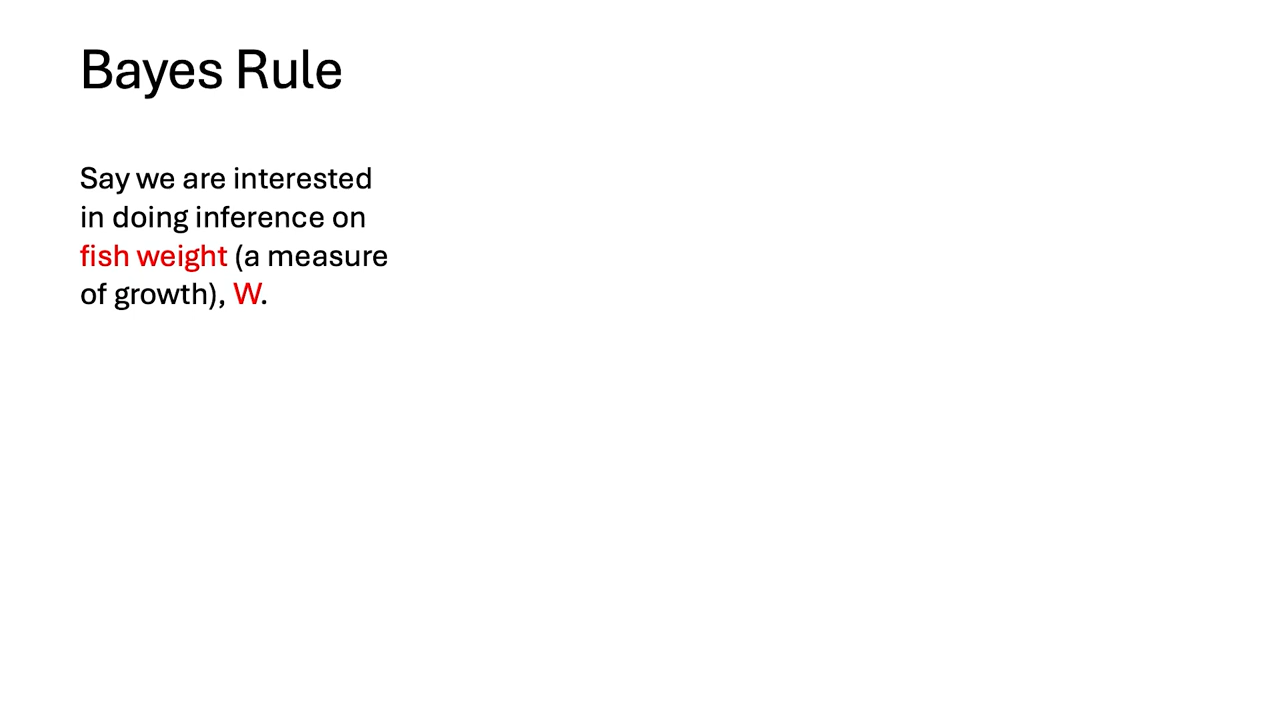 Bayes Rule
Say we are interested
in doing inference on
fish weight (a measure
of growth), W.